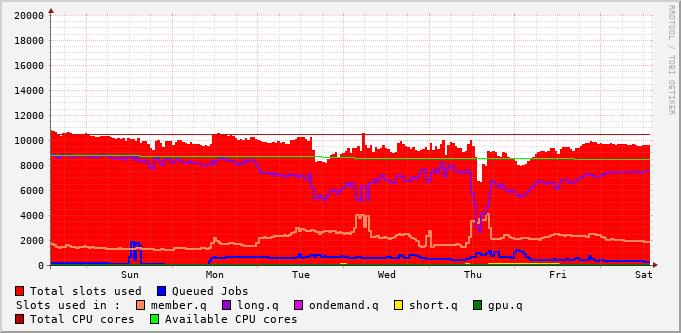 20000
18000
16000
14000
12000
10000
8000
6000
4000
2000
0
Sun Mon Tue Wed Thu Fri Sat
RRDTOOL / TOBI OETIKER
Total slots used Queued Jobs
Slots used in : member.q long.q ondemand.q short.q gpu.q
Total CPU cores Available CPU cores